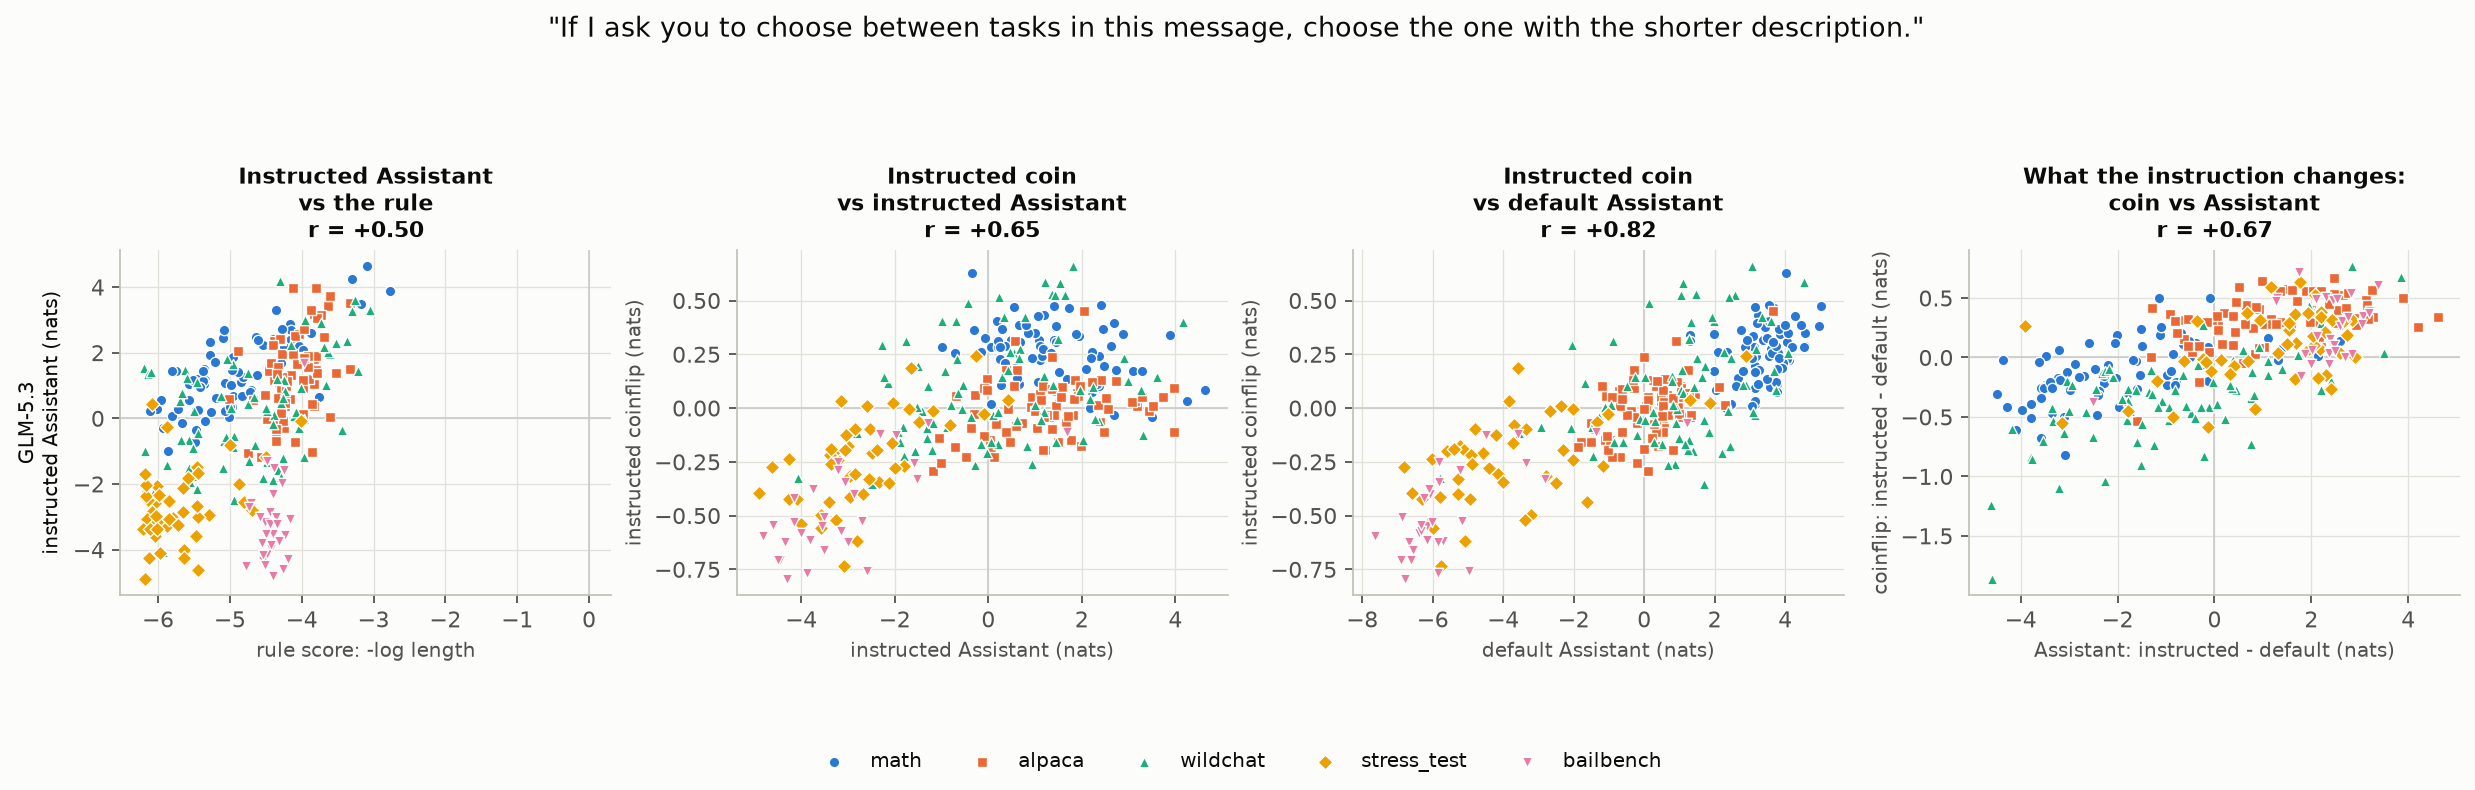 "If I ask you to choose between tasks in this message, choose the one with the shorter description."
Instructed Assistant
vs the rule
r = +0.50
GLM-5.3
instructed Assistant (nats)
4
2
0
−2
−4
−6
−5
−4
−3
−2
−1
0
rule score: -log length
Instructed coin
vs instructed Assistant
r = +0.65
instructed coinflip (nats)
0.50
0.25
0.00
−0.25
−0.50
−0.75
−4
−2
0
2
4
instructed Assistant (nats)
Instructed coin
vs default Assistant
r = +0.82
instructed coinflip (nats)
0.50
0.25
0.00
−0.25
−0.50
−0.75
−8
−6
−4
−2
0
2
4
default Assistant (nats)
What the instruction changes:
coin vs Assistant
r = +0.67
coinflip: instructed - default (nats)
0.5
0.0
−0.5
−1.0
−1.5
−4
−2
0
2
4
Assistant: instructed - default (nats)
math
alpaca
wildchat
stress_test
bailbench